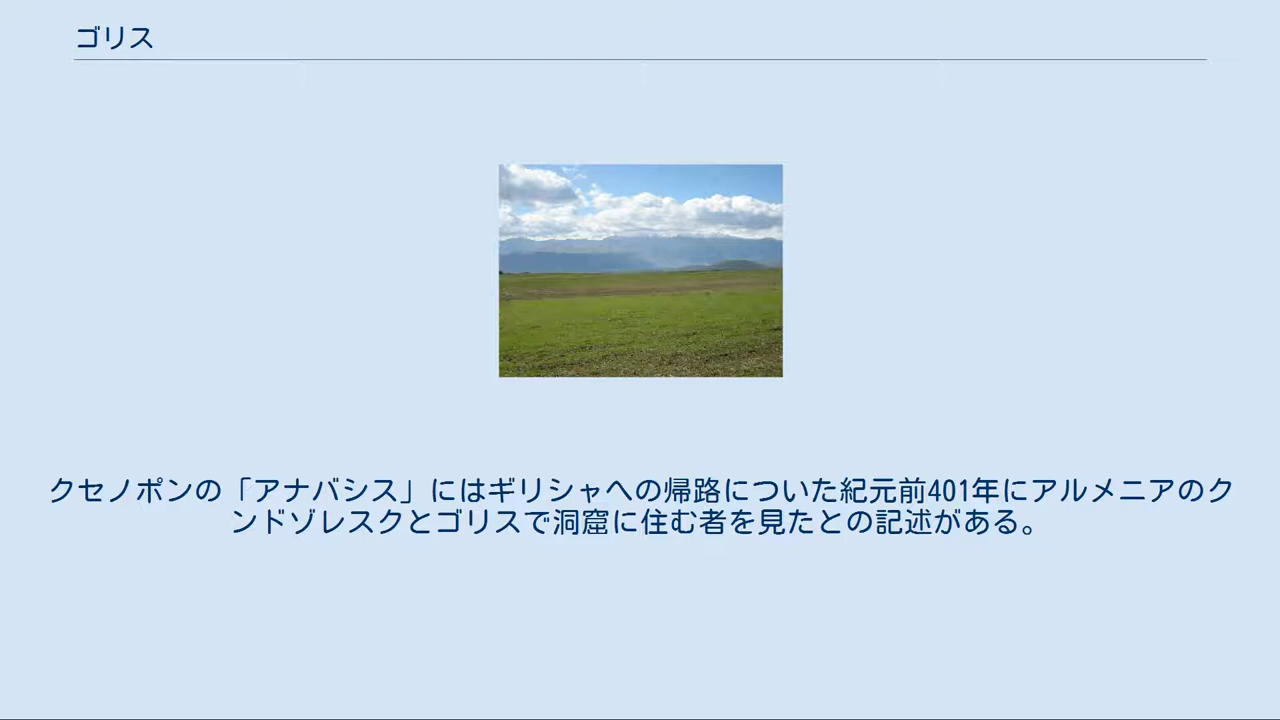 ゴリス
クセノポンの「アナバシス」にはギリシャへの帰路についた紀元前401年にアルメニアのク
ンドゾレスクとゴリスで洞窟に住む者を見たとの記述がある。